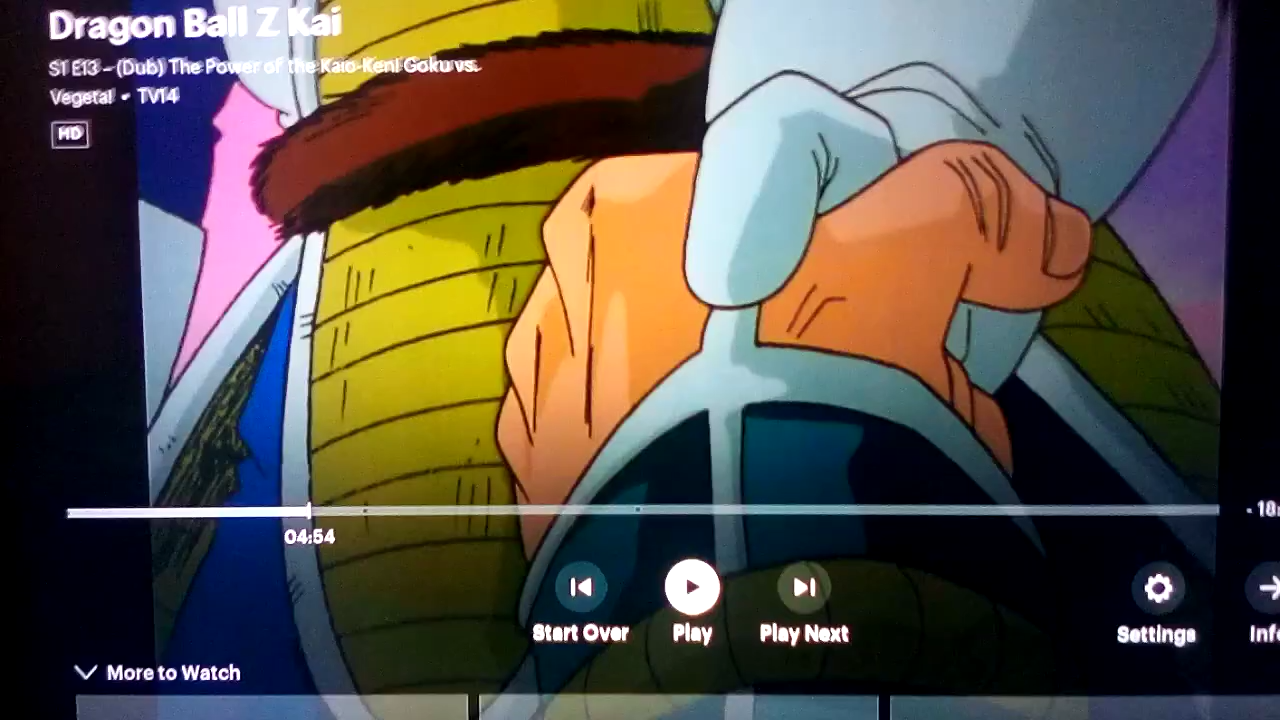 Dragon Ball Z Kai
S1 E13 - (Dub) The Power of the Kaio-Ken! Goku vs.
Vegeta! • TV14
HD
04:54
Start Over
Play
Play Next
Settings
More to Watch